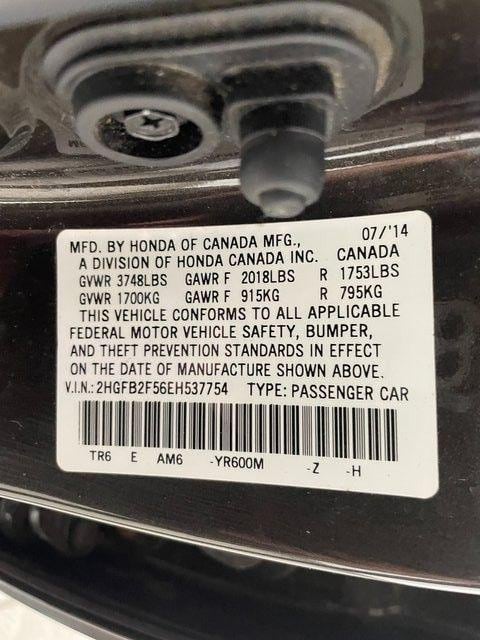 07/'14
MFD. BY HONDA OF CANADA MFG.,
A DIVISION OF HONDA CANADA INC. CANADA
GVWR 3748LBS GAWR F 2018LBS R 1753LBS
GVWR 1700KG GAWR F 915KG R 795KG
THIS VEHICLE CONFORMS TO ALL APPLICABLE
FEDERAL MOTOR VEHICLE SAFETY, BUMPER,
AND THEFT PREVENTION STANDARDS IN EFFECT
ON THE DATE OF MANUFACTURE SHOWN ABOVE.
V.I.N.: 2HGFB2F56EH537754 TYPE: PASSENGER CAR
TR6 E AM6 -YR600M -Z -H